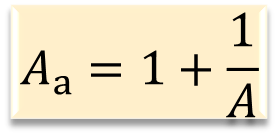 Aₐ = 1 + 1/A